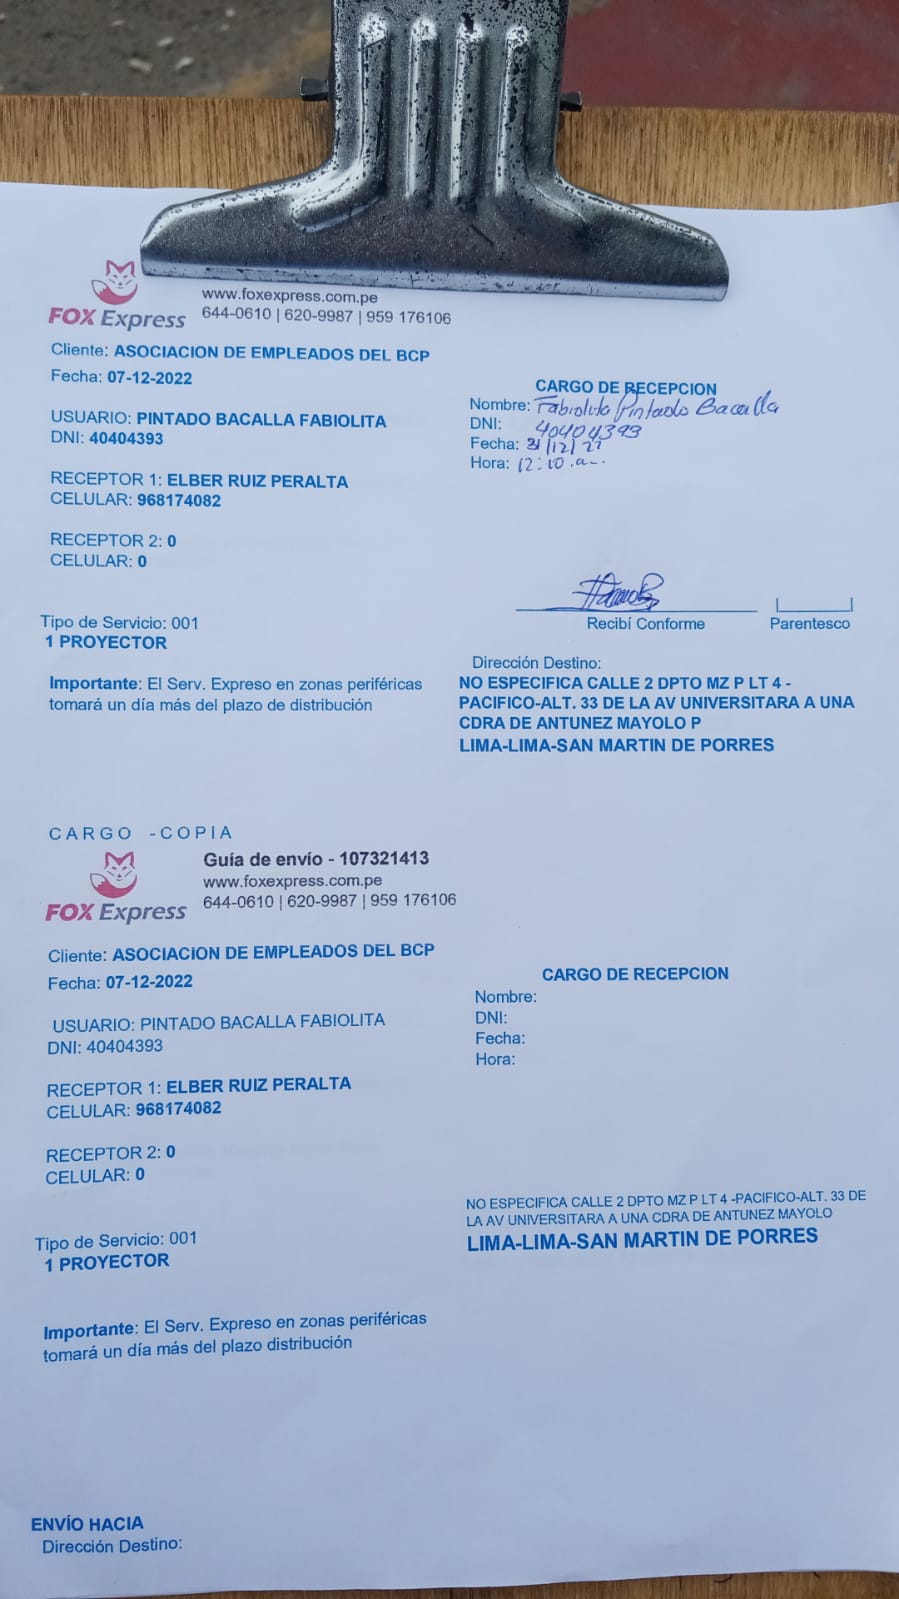 www.foxexpress.com.pe
FOX Express
644-0610 | 620-9987 | 959 176106
Cliente: ASOCIACION DE EMPLEADOS DEL BCP
Fecha: 07-12-2022
USUARIO: PINTADO BACALLA FABIOLITA
DNI: 40404393
RECEPTOR 1: ELBER RUIZ PERALTA
CELULAR: 968174082
RECEPTOR 2: 0
CELULAR: 0
CARGO DE RECEPCION
Nombre: Fabiolita Pintado Bacalla
DNI: 40404393
Fecha: 31/12/22
Hora: 12:10 a..
Recibí Conforme
Parentesco
Tipo de Servicio: 001
1 PROYECTOR
Importante: El Serv. Expreso en zonas periféricas
tomará un día más del plazo de distribución
Dirección Destino:
NO ESPECIFICA CALLE 2 DPTO MZ P LT 4 -
PACIFICO-ALT. 33 DE LA AV UNIVERSITARA A UNA
CDRA DE ANTUNEZ MAYOLO P
LIMA-LIMA-SAN MARTIN DE PORRES
CARGO -COPIA
Guía de envío - 107321413
www.foxexpress.com.pe
FOX Express
644-0610 | 620-9987 | 959 176106
Cliente: ASOCIACION DE EMPLEADOS DEL BCP
Fecha: 07-12-2022
USUARIO: PINTADO BACALLA FABIOLITA
DNI: 40404393
RECEPTOR 1: ELBER RUIZ PERALTA
CELULAR: 968174082
RECEPTOR 2: 0
CELULAR: 0
CARGO DE RECEPCION
Nombre:
DNI:
Fecha:
Hora:
NO ESPECIFICA CALLE 2 DPTO MZ P LT 4 -PACIFICO-ALT. 33 DE
LA AV UNIVERSITARA A UNA CDRA DE ANTUNEZ MAYOLO
LIMA-LIMA-SAN MARTIN DE PORRES
Tipo de Servicio: 001
1 PROYECTOR
Importante: El Serv. Expreso en zonas periféricas
tomará un día más del plazo distribución
ENVÍO HACIA
Dirección Destino: